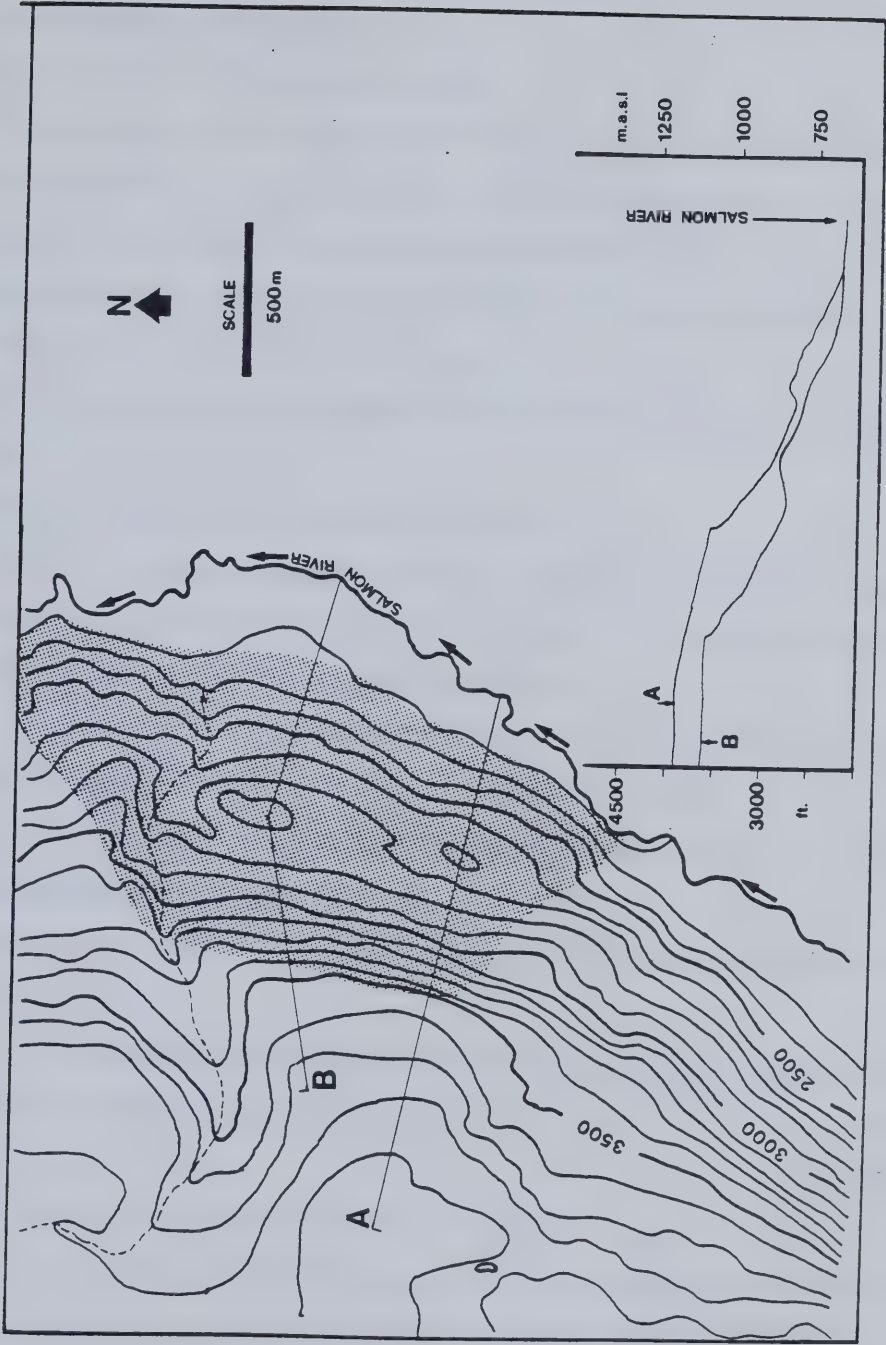 N
SCALE
500m
SALMON RIVER
B
A
3500
3000
2500
m.a.s.l
1250
1000
750
SALMON RIVER
A
B
4500
3000
ft.